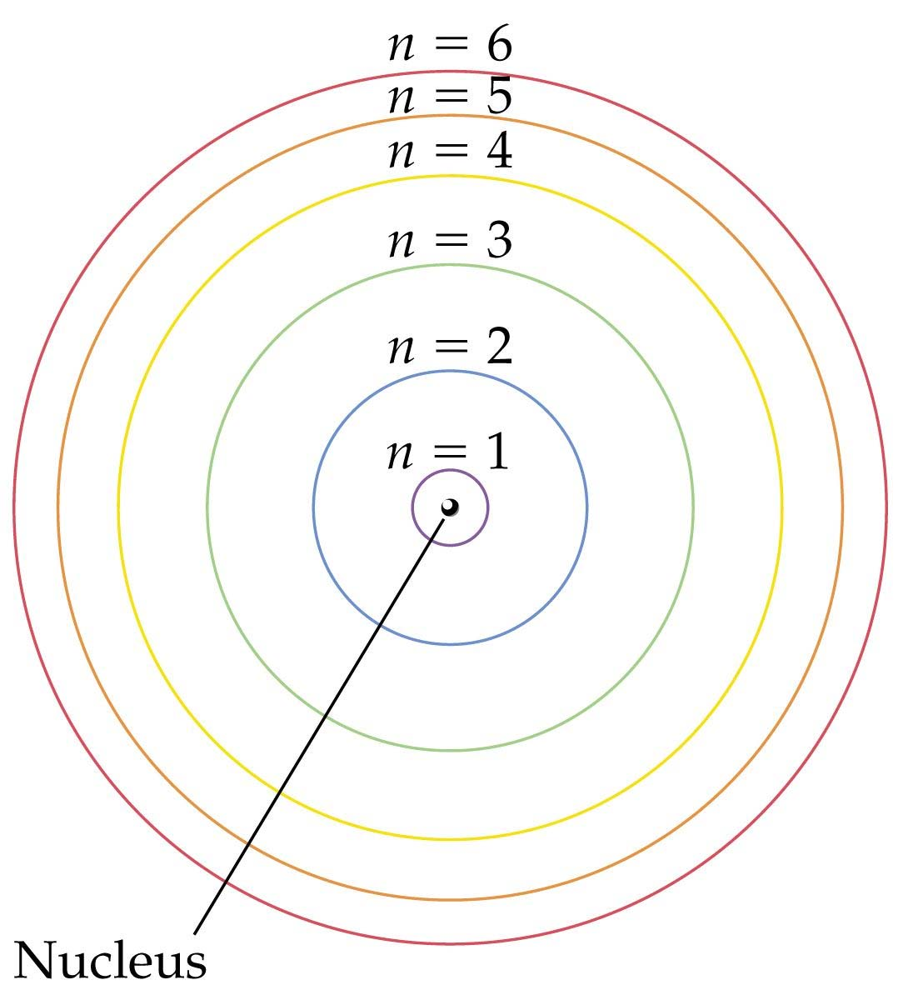 n = 6
n = 5
n = 4
n = 3
n = 2
n = 1
Nucleus